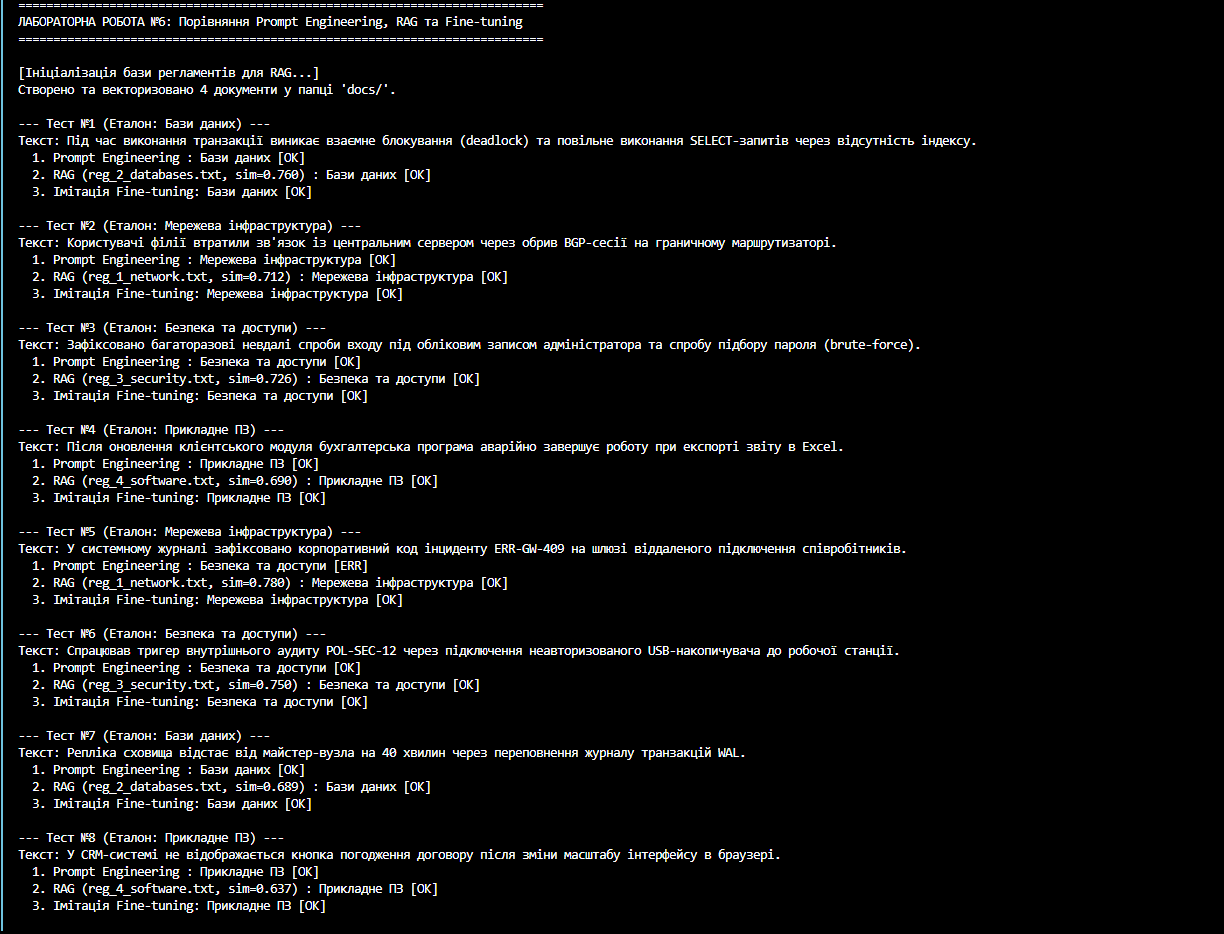 ===========================================================================
ЛАБОРАТОРНА РОБОТА №6: Порівняння Prompt Engineering, RAG та Fine-tuning
===========================================================================
[Ініціалізація бази регламентів для RAG...]
Створено та векторизовано 4 документи у папці 'docs/'.
--- Тест №1 (Еталон: Бази даних) ---
Текст: Під час виконання транзакції виникає взаємне блокування (deadlock) та повільне виконання SELECT-запитів через відсутність індексу.
1. Prompt Engineering : Бази даних [OK]
2. RAG (reg_2_databases.txt, sim=0.760) : Бази даних [OK]
3. Імітація Fine-tuning: Бази даних [OK]
--- Тест №2 (Еталон: Мережева інфраструктура) ---
Текст: Користувачі філії втратили зв'язок із центральним сервером через обрив BGP-сесії на граничному маршрутизаторі.
1. Prompt Engineering : Мережева інфраструктура [OK]
2. RAG (reg_1_network.txt, sim=0.712) : Мережева інфраструктура [OK]
3. Імітація Fine-tuning: Мережева інфраструктура [OK]
--- Тест №3 (Еталон: Безпека та доступи) ---
Текст: Зафіксовано багаторазові невдалі спроби входу під обліковим записом адміністратора та спробу підбору пароля (brute-force).
1. Prompt Engineering : Безпека та доступи [OK]
2. RAG (reg_3_security.txt, sim=0.726) : Безпека та доступи [OK]
3. Імітація Fine-tuning: Безпека та доступи [OK]
--- Тест №4 (Еталон: Прикладне ПЗ) ---
Текст: Після оновлення клієнтського модуля бухгалтерська програма аварійно завершує роботу при експорті звіту в Excel.
1. Prompt Engineering : Прикладне ПЗ [OK]
2. RAG (reg_4_software.txt, sim=0.690) : Прикладне ПЗ [OK]
3. Імітація Fine-tuning: Прикладне ПЗ [OK]
--- Тест №5 (Еталон: Мережева інфраструктура) ---
Текст: У системному журналі зафіксовано корпоративний код інциденту ERR-GW-409 на шлюзі віддаленого підключення співробітників.
1. Prompt Engineering : Безпека та доступи [ERR]
2. RAG (reg_1_network.txt, sim=0.780) : Мережева інфраструктура [OK]
3. Імітація Fine-tuning: Мережева інфраструктура [OK]
--- Тест №6 (Еталон: Безпека та доступи) ---
Текст: Спрацював тригер внутрішнього аудиту POL-SEC-12 через підключення неавторизованого USB-накопичувача до робочої станції.
1. Prompt Engineering : Безпека та доступи [OK]
2. RAG (reg_3_security.txt, sim=0.750) : Безпека та доступи [OK]
3. Імітація Fine-tuning: Безпека та доступи [OK]
--- Тест №7 (Еталон: Бази даних) ---
Текст: Репліка сховища відстає від майстер-вузла на 40 хвилин через переповнення журналу транзакцій WAL.
1. Prompt Engineering : Бази даних [OK]
2. RAG (reg_2_databases.txt, sim=0.689) : Бази даних [OK]
3. Імітація Fine-tuning: Бази даних [OK]
--- Тест №8 (Еталон: Прикладне ПЗ) ---
Текст: У CRM-системі не відображається кнопка погодження договору після зміни масштабу інтерфейсу в браузері.
1. Prompt Engineering : Прикладне ПЗ [OK]
2. RAG (reg_4_software.txt, sim=0.637) : Прикладне ПЗ [OK]
3. Імітація Fine-tuning: Прикладне ПЗ [OK]